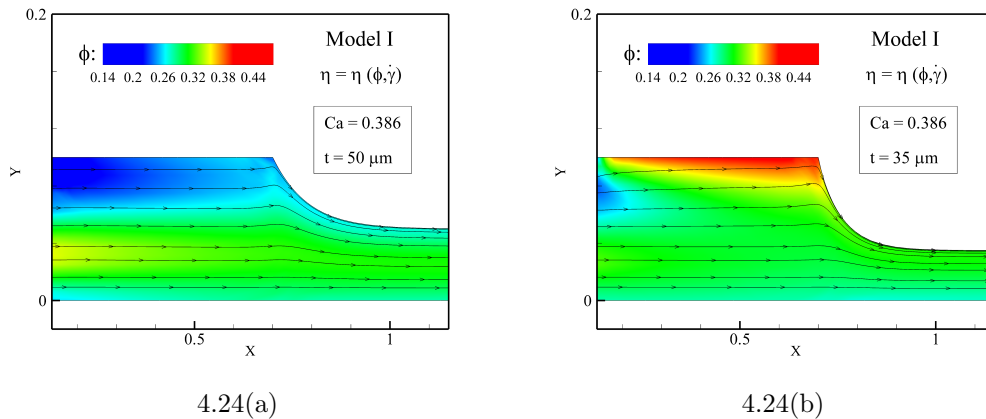 0.2
ϕ:
0.14 0.2 0.26 0.32 0.38 0.44
Model I
η = η (ϕ,γ̇)
Ca = 0.386
t = 50 μm
Y
0
0.5
1
X
4.24(a)
0.2
ϕ:
0.14 0.2 0.26 0.32 0.38 0.44
Model I
η = η (ϕ,γ̇)
Ca = 0.386
t = 35 μm
Y
0
0.5
1
X
4.24(b)